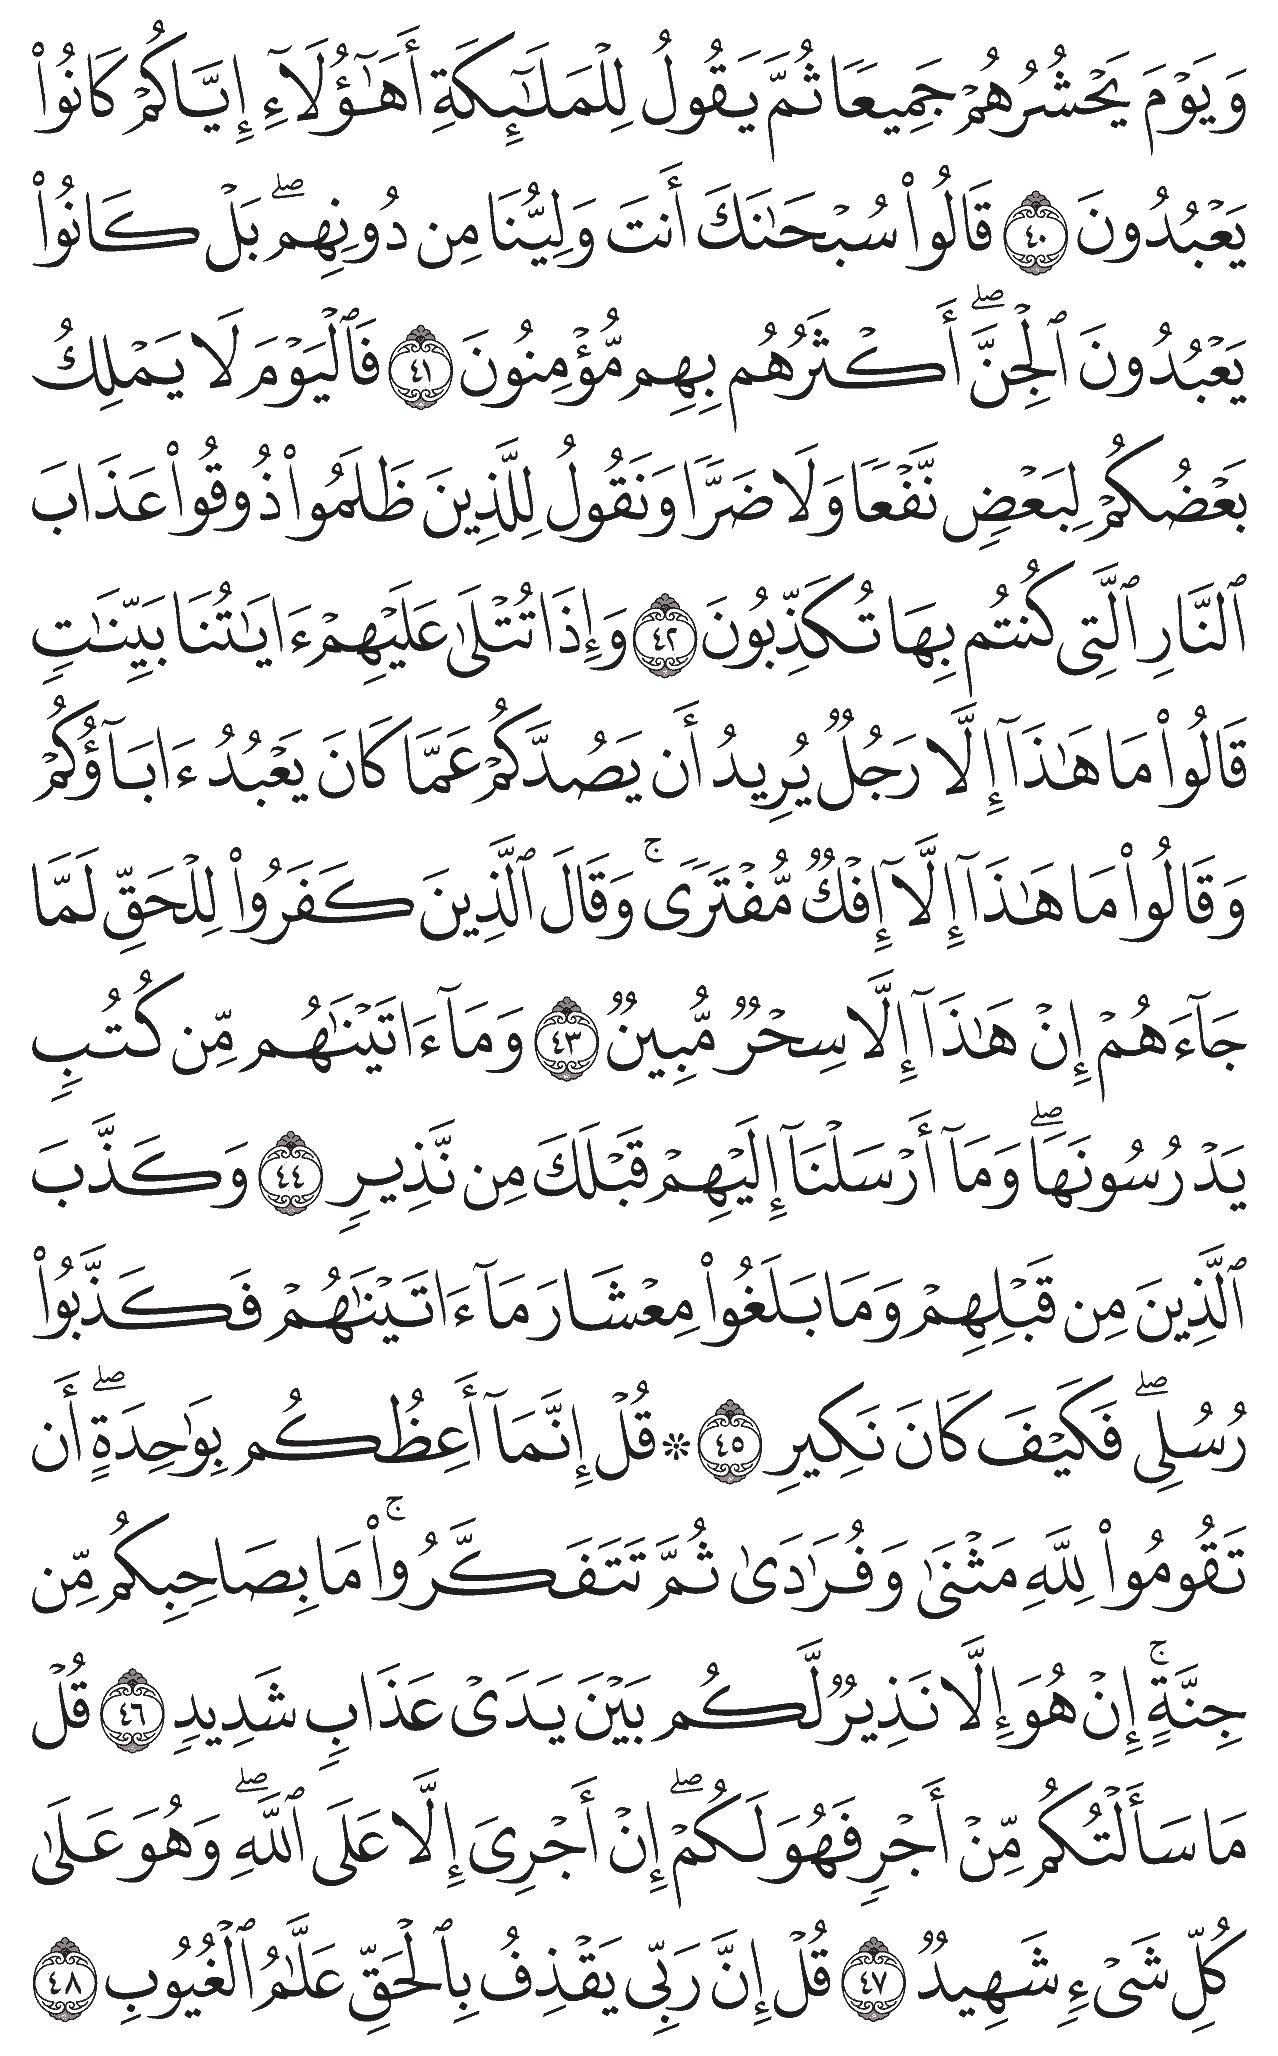 وَيَوْمَ يَحْشُرُهُمْ جَمِيعًا ثُمَّ يَقُولُ لِلْمَلَـٰٓئِكَةِ أَهَـٰٓؤُلَآءِ إِيَّاكُمْ كَانُوا۟
يَعْبُدُونَ ٤٠ قَالُوا۟ سُبْحَـٰنَكَ أَنتَ وَلِيُّنَا مِن دُونِهِم ۖ بَلْ كَانُوا۟
يَعْبُدُونَ ٱلْجِنَّ ۖ أَكْثَرُهُم بِهِم مُّؤْمِنُونَ ٤١ فَٱلْيَوْمَ لَا يَمْلِكُ
بَعْضُكُمْ لِبَعْضٍ نَّفْعًا وَلَا ضَرًّا وَنَقُولُ لِلَّذِينَ ظَلَمُوا۟ ذُوقُوا۟ عَذَابَ
ٱلنَّارِ ٱلَّتِى كُنتُم بِهَا تُكَذِّبُونَ ٤٢ وَإِذَا تُتْلَىٰ عَلَيْهِمْ ءَايَـٰتُنَا بَيِّنَـٰتٍ
قَالُوا۟ مَا هَـٰذَآ إِلَّا رَجُلٌ يُرِيدُ أَن يَصُدَّكُمْ عَمَّا كَانَ يَعْبُدُ ءَابَآؤُكُمْ
وَقَالُوا۟ مَا هَـٰذَآ إِلَّآ إِفْكٌ مُّفْتَرًى ۚ وَقَالَ ٱلَّذِينَ كَفَرُوا۟ لِلْحَقِّ لَمَّا
جَآءَهُمْ إِنْ هَـٰذَآ إِلَّا سِحْرٌ مُّبِينٌ ٤٣ وَمَآ ءَاتَيْنَـٰهُم مِّن كُتُبٍ
يَدْرُسُونَهَا ۖ وَمَآ أَرْسَلْنَآ إِلَيْهِمْ قَبْلَكَ مِن نَّذِيرٍ ٤٤ وَكَذَّبَ
ٱلَّذِينَ مِن قَبْلِهِمْ وَمَا بَلَغُوا۟ مِعْشَارَ مَآ ءَاتَيْنَـٰهُمْ فَكَذَّبُوا۟
رُسُلِى ۖ فَكَيْفَ كَانَ نَكِيرِ ٤٥ ۞ قُلْ إِنَّمَآ أَعِظُكُم بِوَٰحِدَةٍ ۖ أَن
تَقُومُوا۟ لِلَّهِ مَثْنَىٰ وَفُرَٰدَىٰ ثُمَّ تَتَفَكَّرُوا۟ ۚ مَا بِصَاحِبِكُم مِّن
جِنَّةٍ ۚ إِنْ هُوَ إِلَّا نَذِيرٌ لَّكُم بَيْنَ يَدَىْ عَذَابٍ شَدِيدٍ ٤٦ قُلْ
مَا سَأَلْتُكُم مِّنْ أَجْرٍ فَهُوَ لَكُمْ ۖ إِنْ أَجْرِىَ إِلَّا عَلَى ٱللَّهِ ۖ وَهُوَ عَلَىٰ
كُلِّ شَىْءٍ شَهِيدٌ ٤٧ قُلْ إِنَّ رَبِّى يَقْذِفُ بِٱلْحَقِّ عَلَّـٰمُ ٱلْغُيُوبِ ٤٨